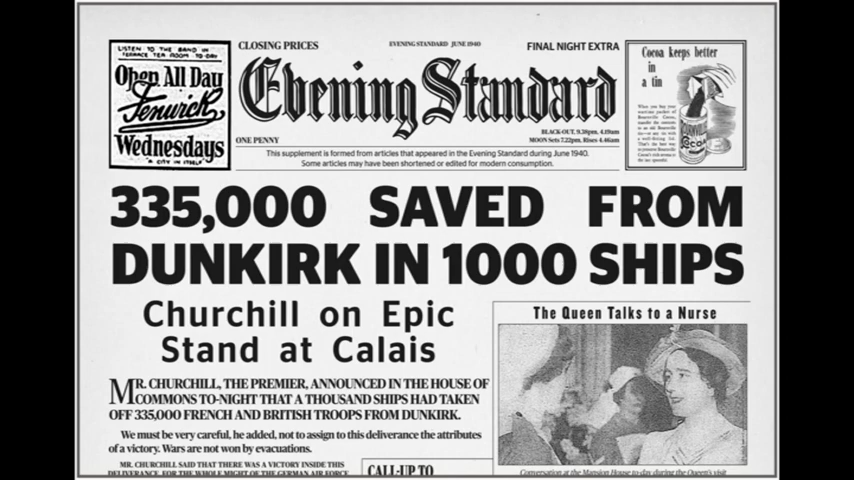 LISTEN TO THE BAND IN
TERRACE TEA ROOM TO-DAY
Open All Day
Fenwick
Wednesdays
A CITY IN ITSELF
CLOSING PRICES
EVENING STANDARD JUNE 1940
FINAL NIGHT EXTRA
Evening Standard
ONE PENNY
BLACK-OUT, 9.38pm, 4.19am
MOON Sets 7.22pm, Rises 4.46am
This supplement is formed from articles that appeared in the Evening Standard during June 1940.
Some articles may have been shortened or edited for modern consumption.
Cocoa keeps better
in
a tin
When you buy your
Cocoa
335,000 SAVED FROM
DUNKIRK IN 1000 SHIPS
Churchill on Epic
Stand at Calais
MR. CHURCHILL, THE PREMIER, ANNOUNCED IN THE HOUSE OF
COMMONS TO-NIGHT THAT A THOUSAND SHIPS HAD TAKEN
OFF 335,000 FRENCH AND BRITISH TROOPS FROM DUNKIRK.
We must be very careful, he added, not to assign to this deliverance the attributes
of a victory. Wars are not won by evacuations.
MR. CHURCHILL SAID THAT THERE WAS A VICTORY INSIDE THIS
DELIVERANCE, FOR THE WHOLE MIGHT OF THE GERMAN AIR FORCE
CALL-UP TO
The Queen Talks to a Nurse
Conversation at the Mansion House to-day during the Queen's visit